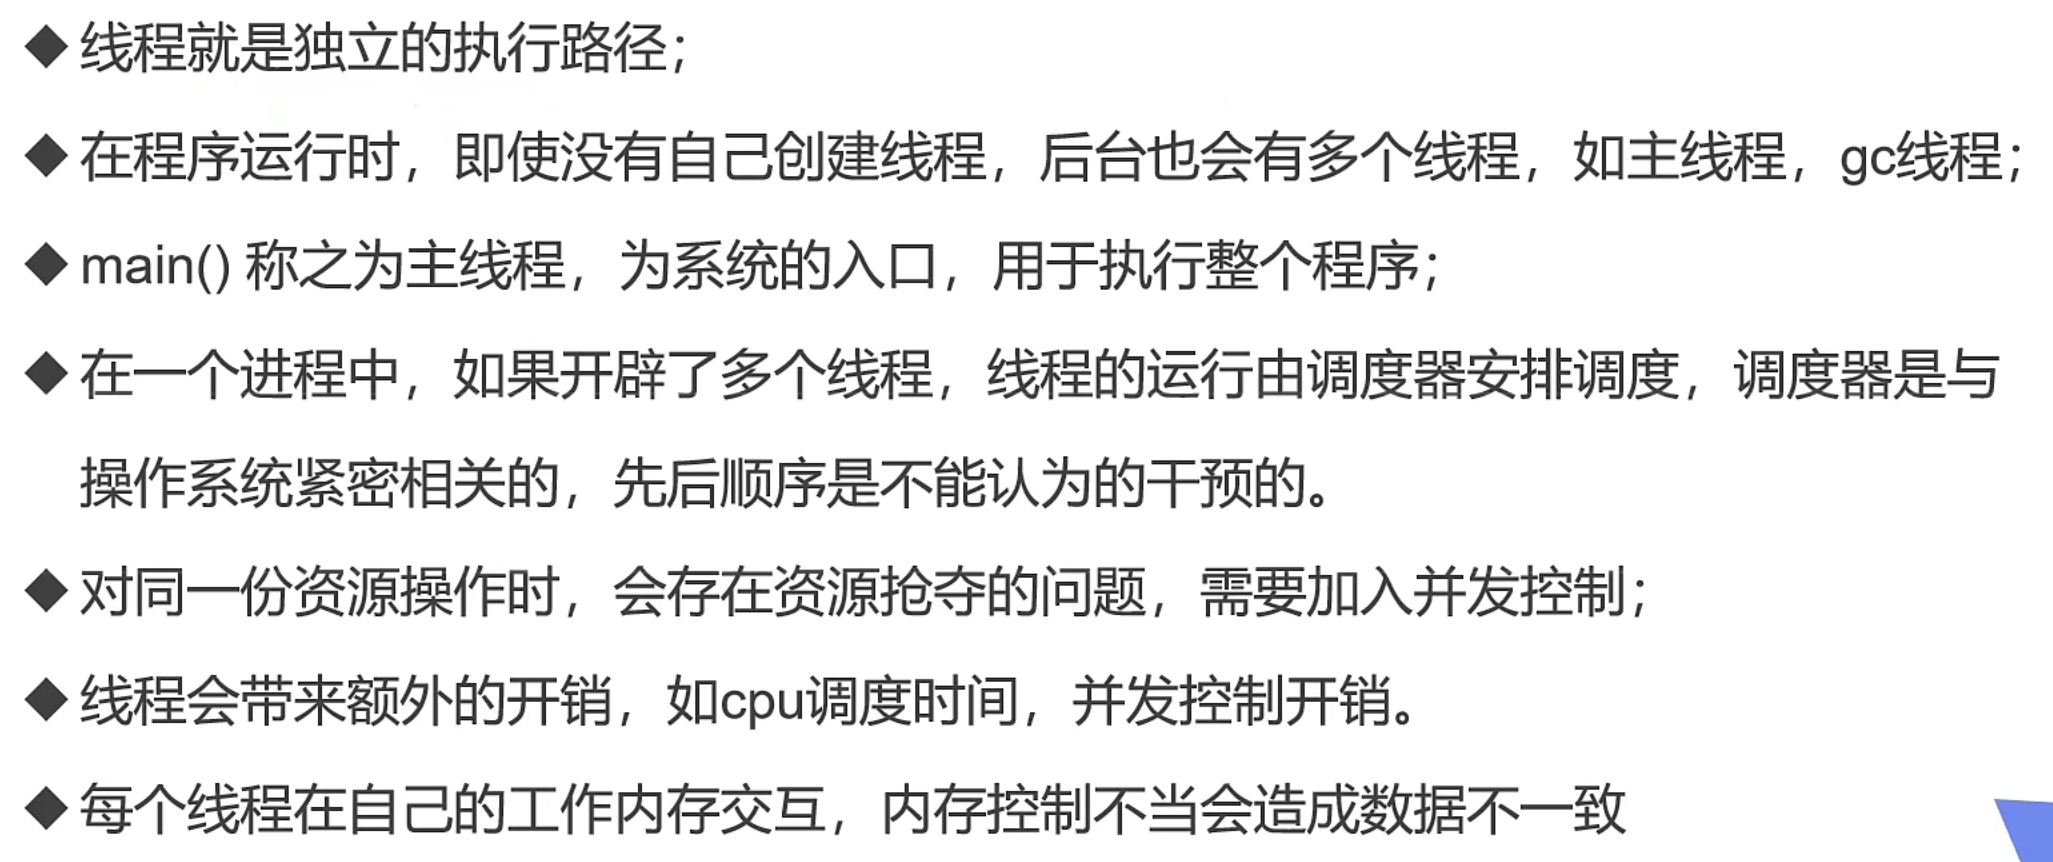 ◆ 线程就是独立的执行路径；
◆ 在程序运行时，即使没有自己创建线程，后台也会有多个线程，如主线程，gc线程；
◆ main() 称之为主线程，为系统的入口，用于执行整个程序；
◆ 在一个进程中，如果开辟了多个线程，线程的运行由调度器安排调度，调度器是与
操作系统紧密相关的，先后顺序是不能认为的干预的。
◆ 对同一份资源操作时，会存在资源抢夺的问题，需要加入并发控制；
◆ 线程会带来额外的开销，如cpu调度时间，并发控制开销。
◆ 每个线程在自己的工作内存交互，内存控制不当会造成数据不一致